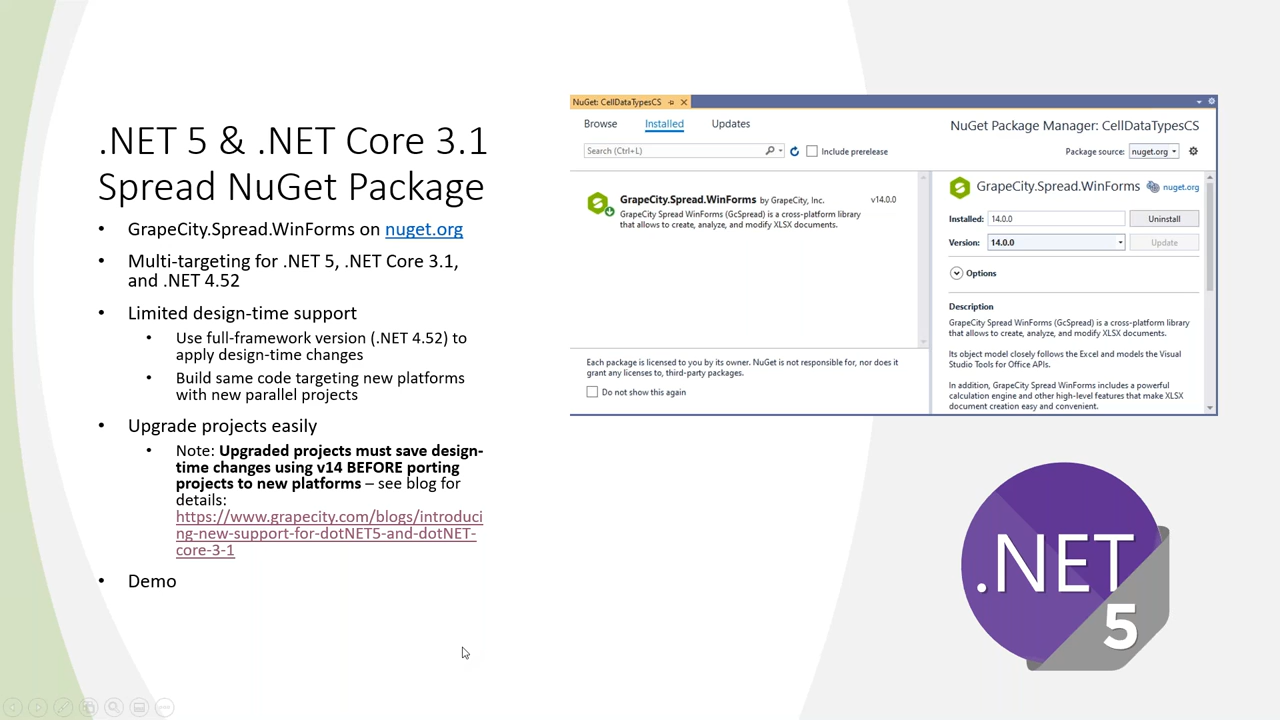 .NET 5 & .NET Core 3.1
Spread NuGet Package
• GrapeCity.Spread.WinForms on nuget.org
• Multi-targeting for .NET 5, .NET Core 3.1,
and .NET 4.52
• Limited design-time support
• Use full-framework version (.NET 4.52) to
apply design-time changes
• Build same code targeting new platforms
with new parallel projects
• Upgrade projects easily
• Note: Upgraded projects must save design-
time changes using v14 BEFORE porting
projects to new platforms – see blog for
details:
https://www.grapecity.com/blogs/introduci
ng-new-support-for-dotNET5-and-dotNET-
core-3-1
• Demo
NuGet: CellDataTypesCS
Browse Installed Updates
NuGet Package Manager: CellDataTypesCS
Search (Ctrl+L)
Include prerelease
Package source: nuget.org
GrapeCity.Spread.WinForms by GrapeCity, Inc. v14.0.0
GrapeCity Spread WinForms (GcSpread) is a cross-platform library
that allows to create, analyze, and modify XLSX documents.
Each package is licensed to you by its owner. NuGet is not responsible for, nor does it
grant any licenses to, third-party packages.
Do not show this again
GrapeCity.Spread.WinForms nuget.org
Installed: 14.0.0 Uninstall
Version: 14.0.0 Update
Options
Description
GrapeCity Spread WinForms (GcSpread) is a cross-platform library
that allows to create, analyze, and modify XLSX documents.
Its object model closely follows the Excel and models the Visual
Studio Tools for Office APIs.
In addition, GrapeCity Spread WinForms includes a powerful
calculation engine and other high-level features that make XLSX
document creation easy and convenient.
.NET
5